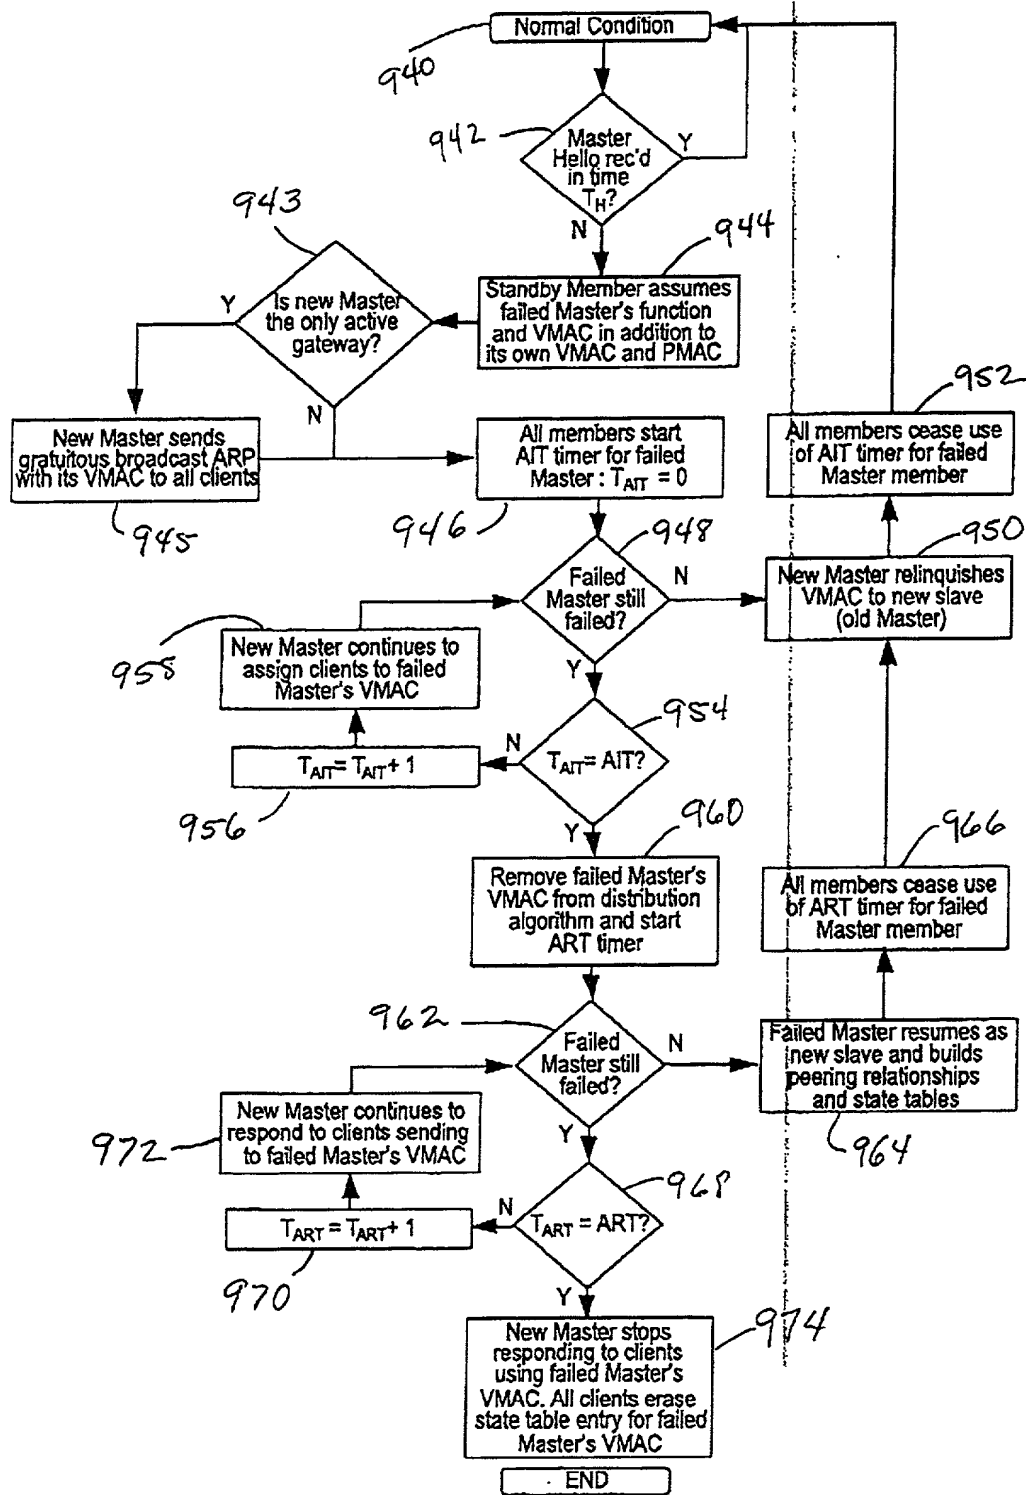 Normal Condition
940
942
Master
Hello rec'd
in time
T_H?
Y
N
943
944
Is new Master
the only active
gateway?
Y
N
Standby Member assumes
failed Master's function
and VMAC in addition to
its own VMAC and PMAC
952
New Master sends
gratuitous broadcast ARP
with its VMAC to all clients
945
All members start
AIT timer for failed
Master : T_AIT = 0
946
All members cease use
of AIT timer for failed
Master member
948
950
Failed
Master still
failed?
N
Y
New Master relinquishes
VMAC to new slave
(old Master)
958
New Master continues to
assign clients to failed
Master's VMAC
954
T_AIT = AIT?
N
Y
T_AIT = T_AIT + 1
956
960
Remove failed Master's
VMAC from distribution
algorithm and start
ART timer
966
All members cease use
of ART timer for failed
Master member
962
Failed
Master still
failed?
N
Y
Failed Master resumes as
new slave and builds
peering relationships
and state tables
964
972
New Master continues to
respond to clients sending
to failed Master's VMAC
968
T_ART = ART?
N
Y
T_ART = T_ART + 1
970
974
New Master stops
responding to clients
using failed Master's
VMAC. All clients erase
state table entry for failed
Master's VMAC
END